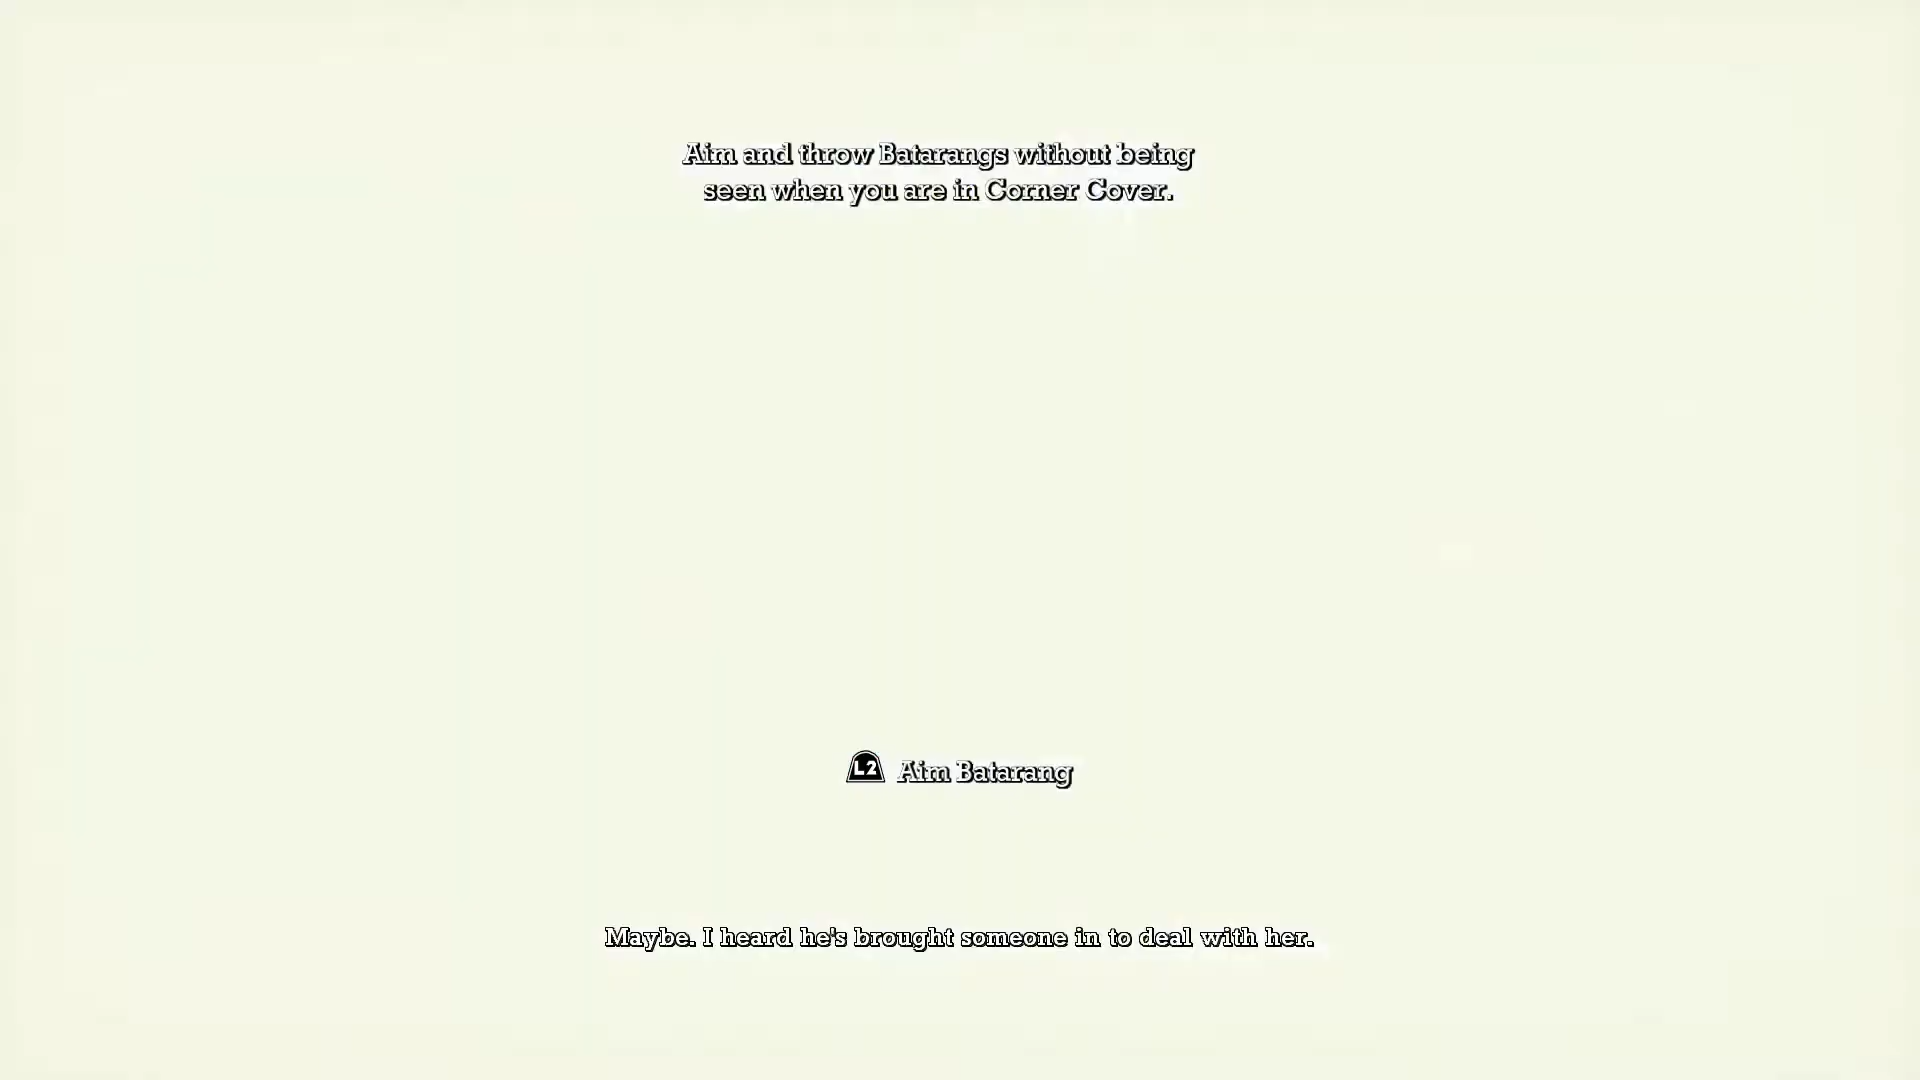 Aim and throw Batarangs without being
seen when you are in Corner Cover.
L2 Aim Batarang
Maybe. I heard he's brought someone in to deal with her.